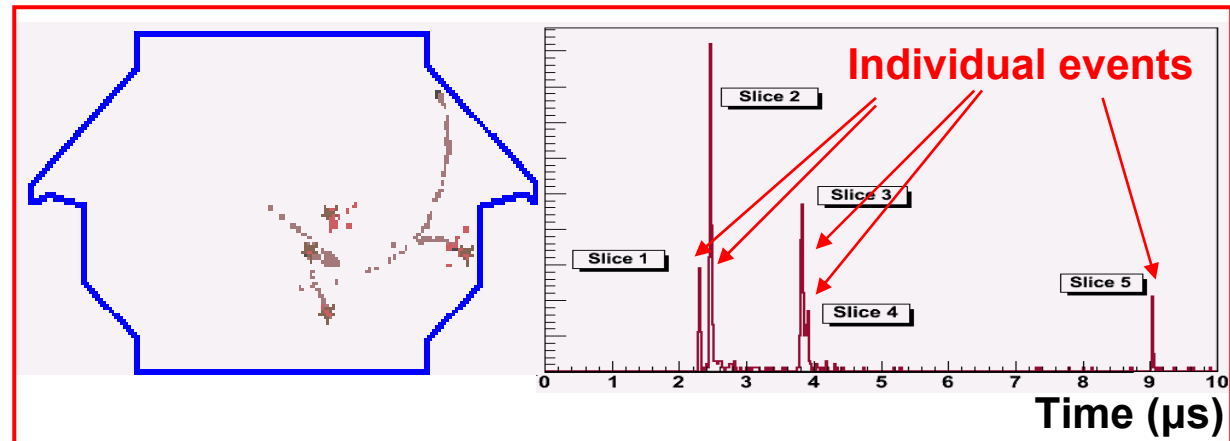 Individual events
Slice 2
Slice 3
Slice 1
Slice 5
Slice 4
0 1 2 3 4 5 6 7 8 9 10
Time (µs)